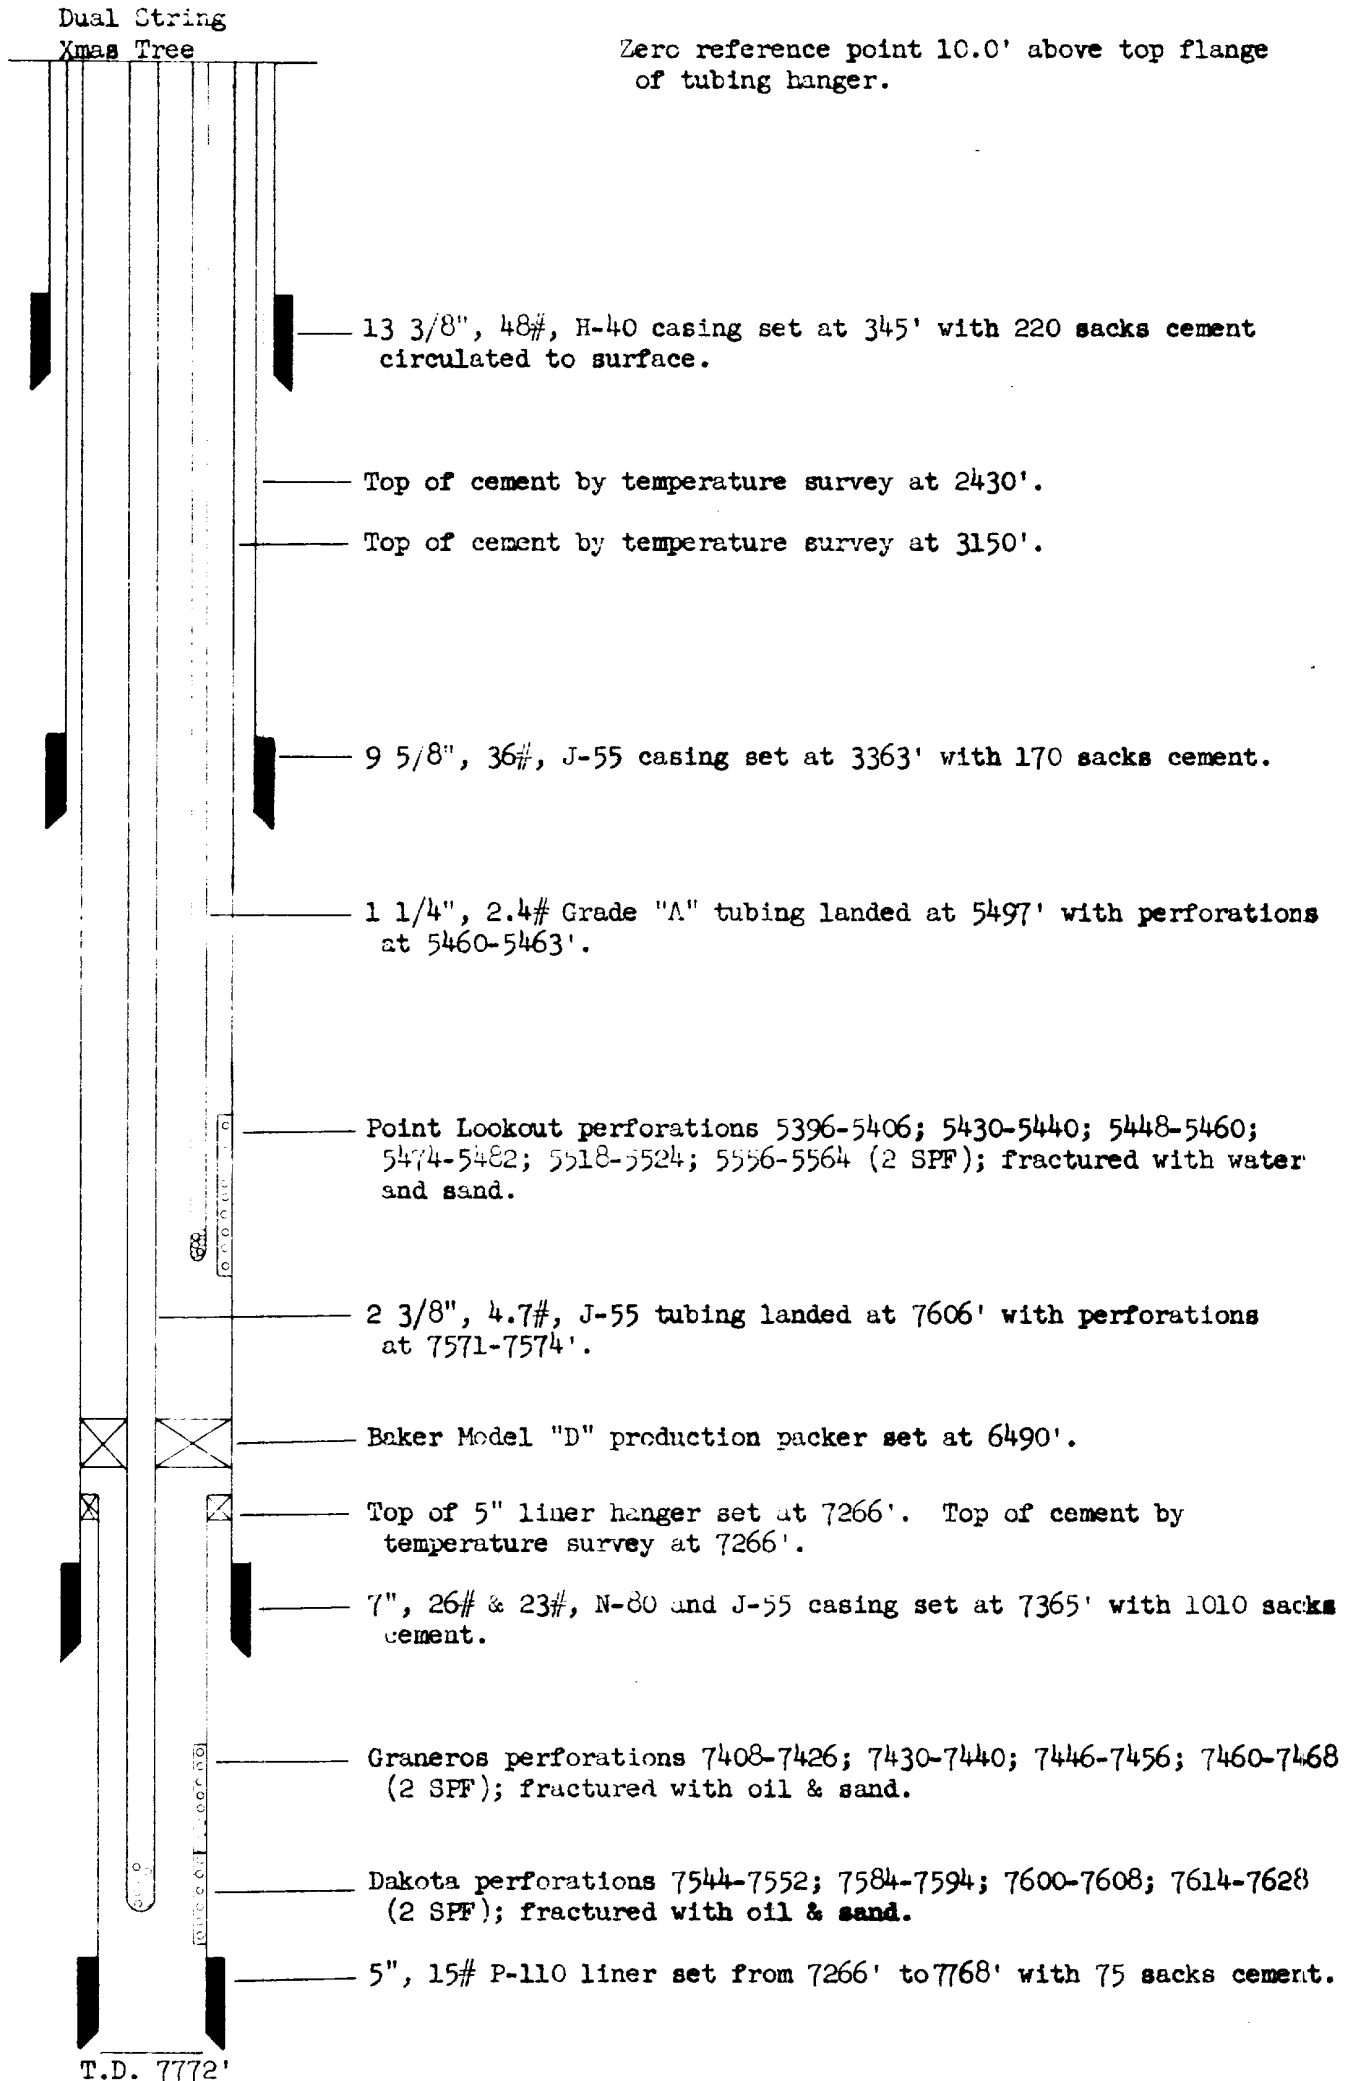 Dual String
Xmas Tree
Zero reference point 10.0' above top flange
of tubing hanger.
13 3/8", 48#, H-40 casing set at 345' with 220 sacks cement
circulated to surface.
Top of cement by temperature survey at 2430'.
Top of cement by temperature survey at 3150'.
9 5/8", 36#, J-55 casing set at 3363' with 170 sacks cement.
1 1/4", 2.4# Grade "A" tubing landed at 5497' with perforations
at 5460-5463'.
Point Lookout perforations 5396-5406; 5430-5440; 5448-5460;
5474-5482; 5518-5524; 5556-5564 (2 SPF); fractured with water
and sand.
2 3/8", 4.7#, J-55 tubing landed at 7606' with perforations
at 7571-7574'.
Baker Model "D" production packer set at 6490'.
Top of 5" liner hanger set at 7266'. Top of cement by
temperature survey at 7266'.
7", 26# & 23#, N-80 and J-55 casing set at 7365' with 1010 sacks
cement.
Graneros perforations 7408-7426; 7430-7440; 7446-7456; 7460-7468
(2 SPF); fractured with oil & sand.
Dakota perforations 7544-7552; 7584-7594; 7600-7608; 7614-7628
(2 SPF); fractured with oil & sand.
5", 15# P-110 liner set from 7266' to 7768' with 75 sacks cement.
T.D. 7772'